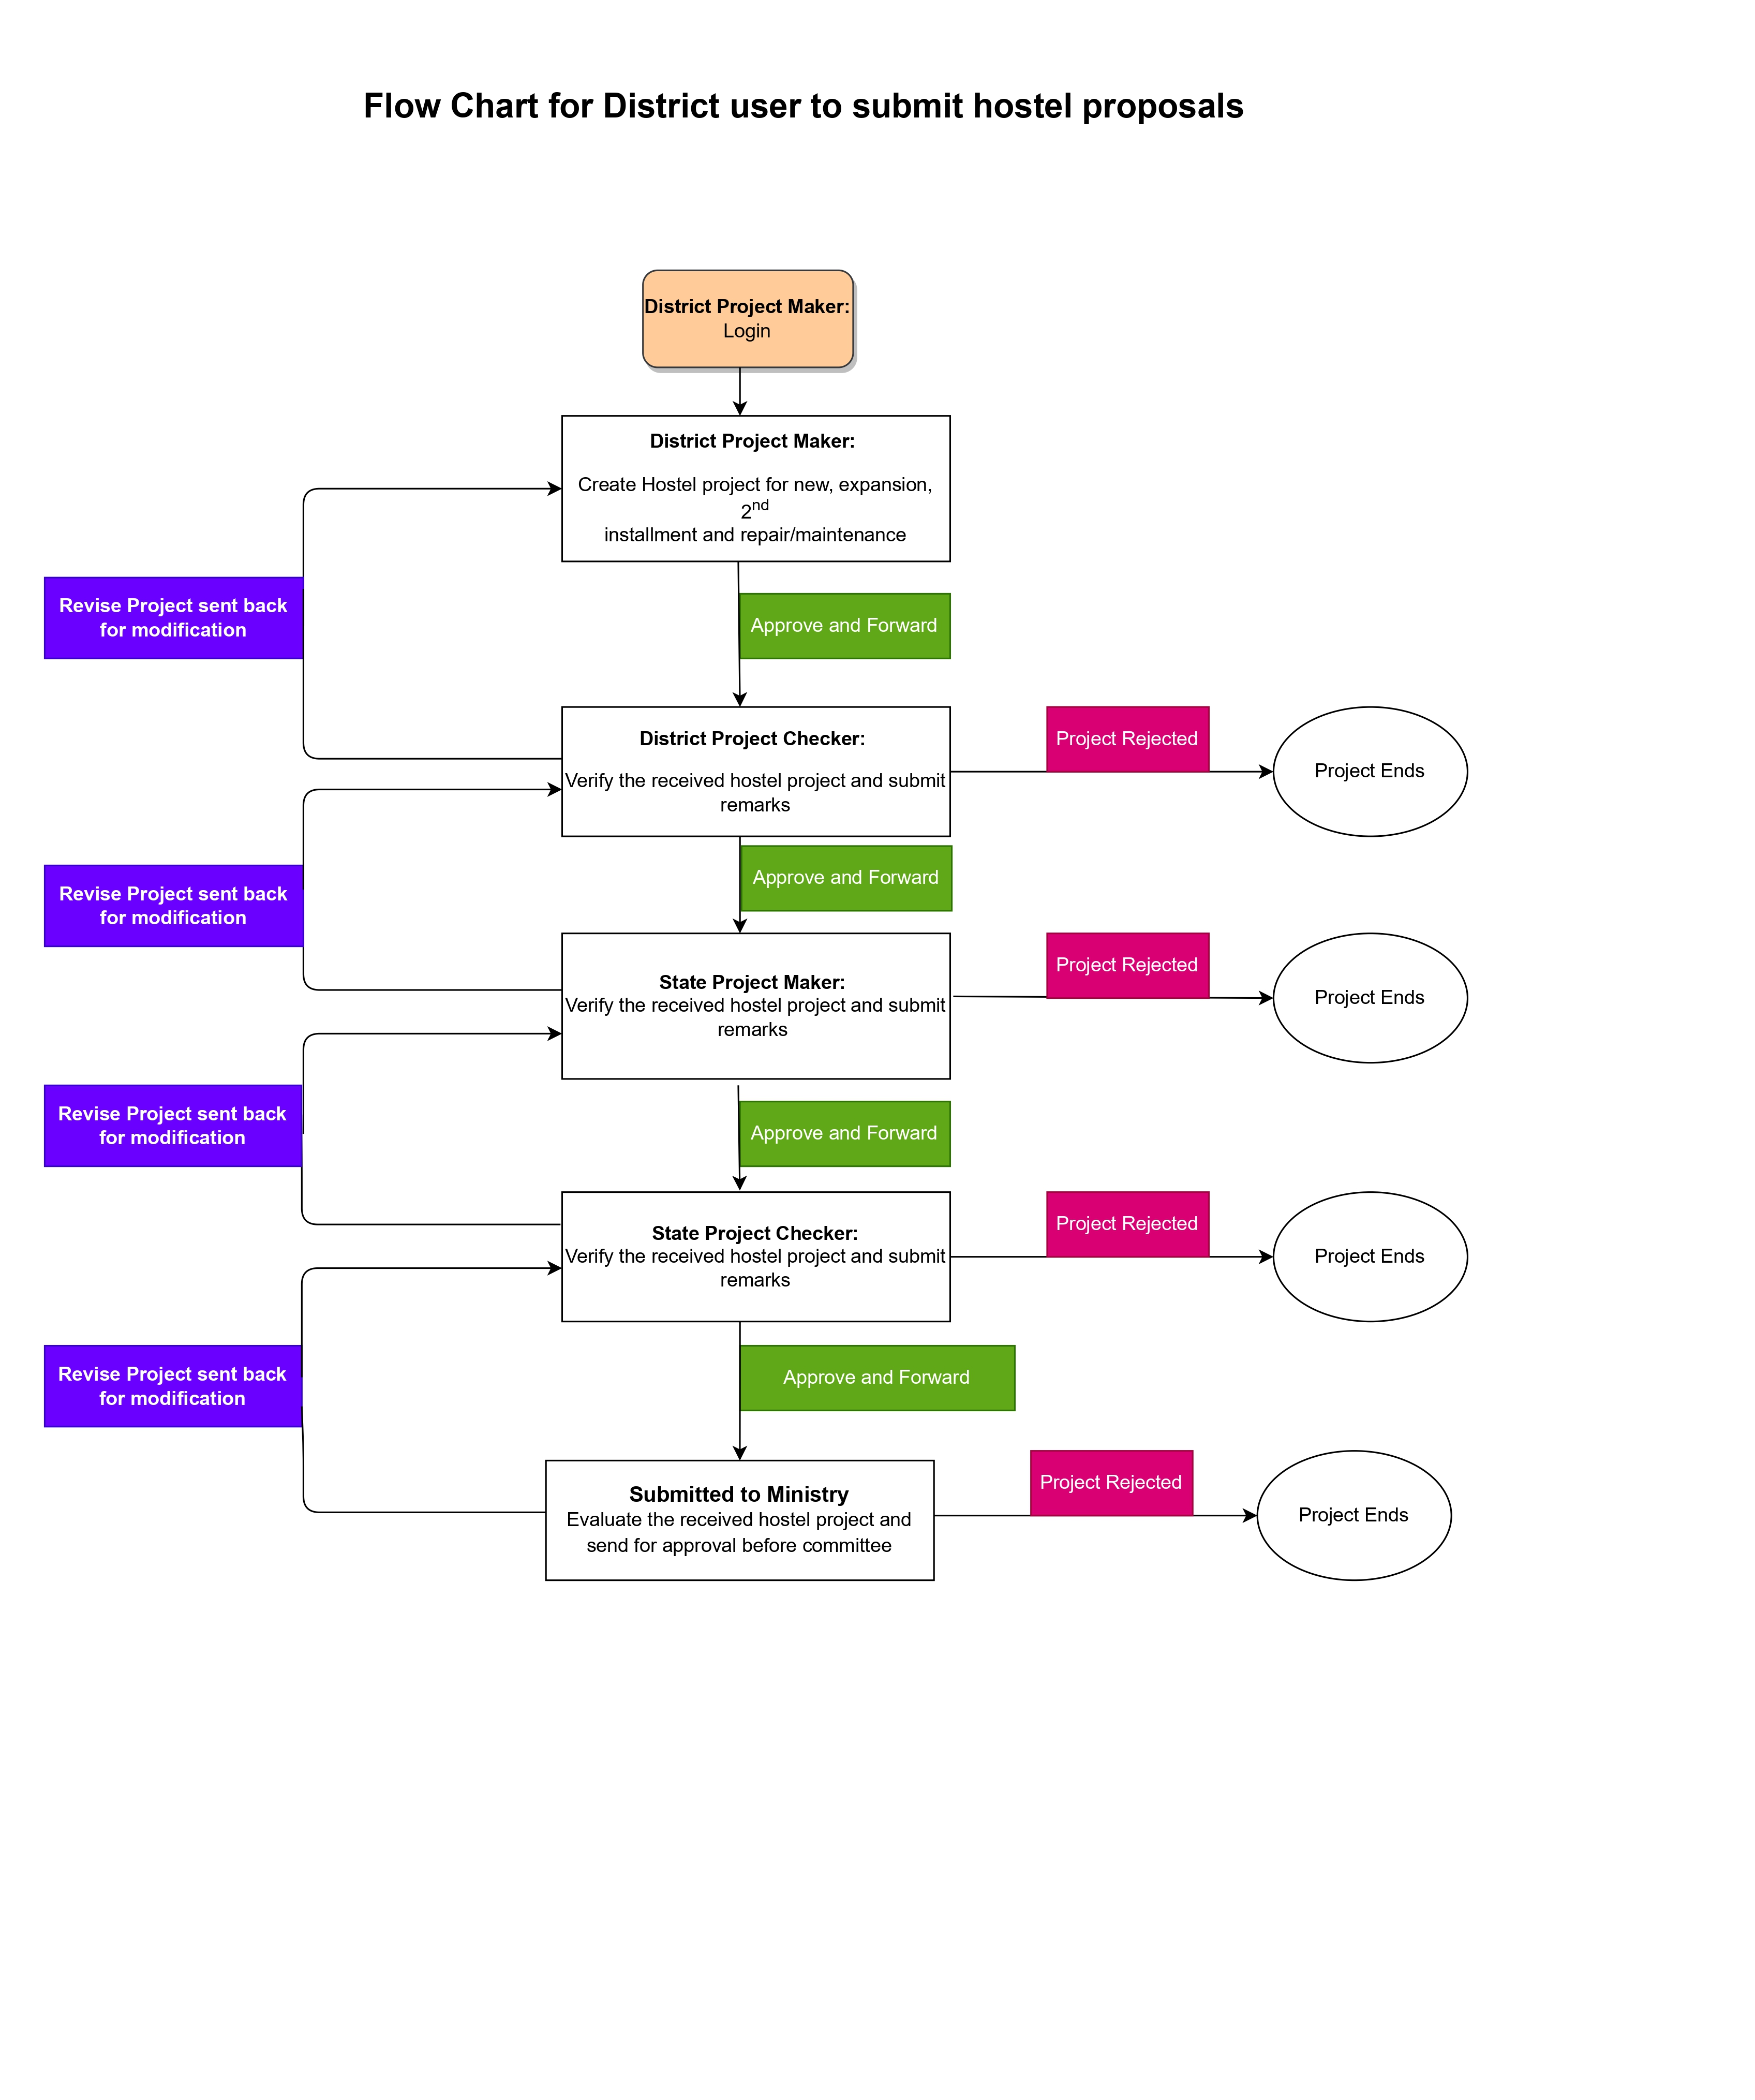 Flow Chart for District user to submit hostel proposals
District Project Maker:
Login
District Project Maker:
Create Hostel project for new, expansion,
2nd
installment and repair/maintenance
Revise Project sent back
for modification
Approve and Forward
District Project Checker:
Verify the received hostel project and submit
remarks
Project Rejected
Project Ends
Revise Project sent back
for modification
Approve and Forward
State Project Maker:
Verify the received hostel project and submit
remarks
Project Rejected
Project Ends
Revise Project sent back
for modification
Approve and Forward
State Project Checker:
Verify the received hostel project and submit
remarks
Project Rejected
Project Ends
Revise Project sent back
for modification
Approve and Forward
Submitted to Ministry
Evaluate the received hostel project and
send for approval before committee
Project Rejected
Project Ends